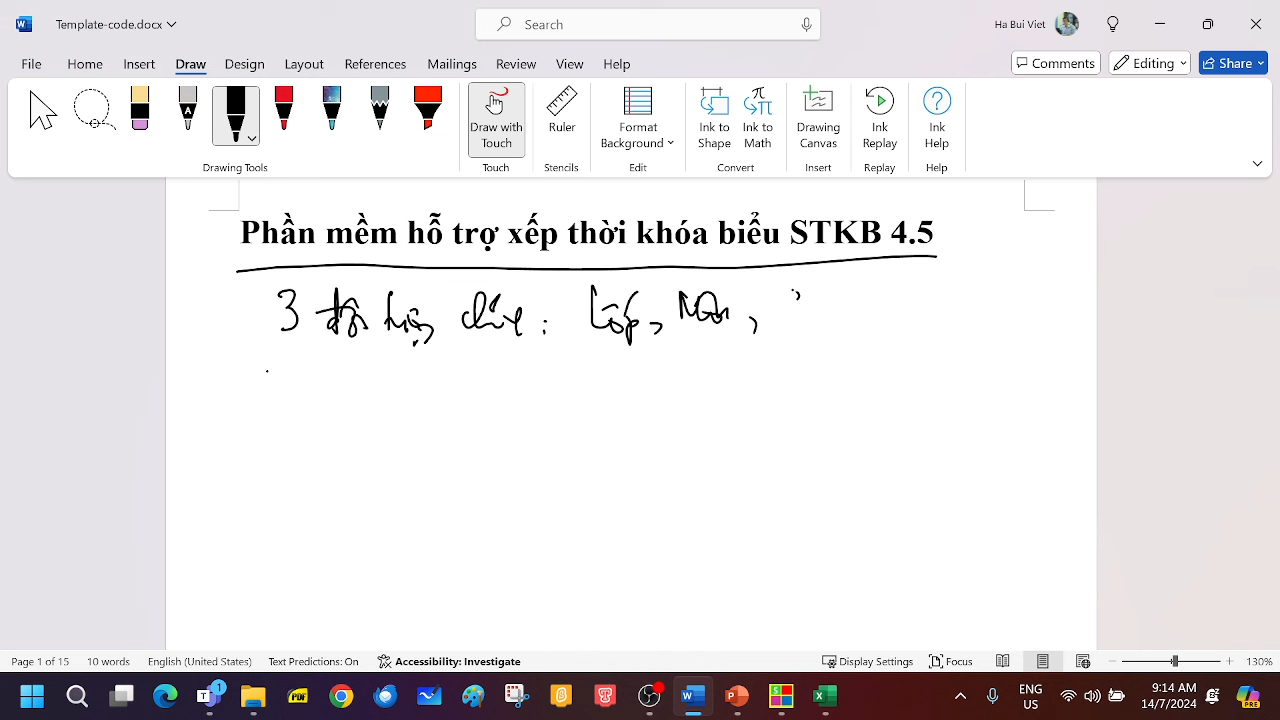 Template-code.docx
Search
Ha Bui Viet
File Home Insert Draw Design Layout References Mailings Review View Help
Comments Editing Share
A
Draw with Touch
Ruler
Format Background
Ink to Shape
Ink to Math
Drawing Canvas
Ink Replay
Ink Help
Drawing Tools Touch Stencils Edit Convert Insert Replay Help
Phần mềm hỗ trợ xếp thời khóa biểu STKB 4.5
3 : Lớp, Môn,
Page 1 of 15 10 words English (United States) Text Predictions: On Accessibility: Investigate Display Settings Focus 130%
1 PDF ENG US 9:14 AM 14/7/2024 PRE